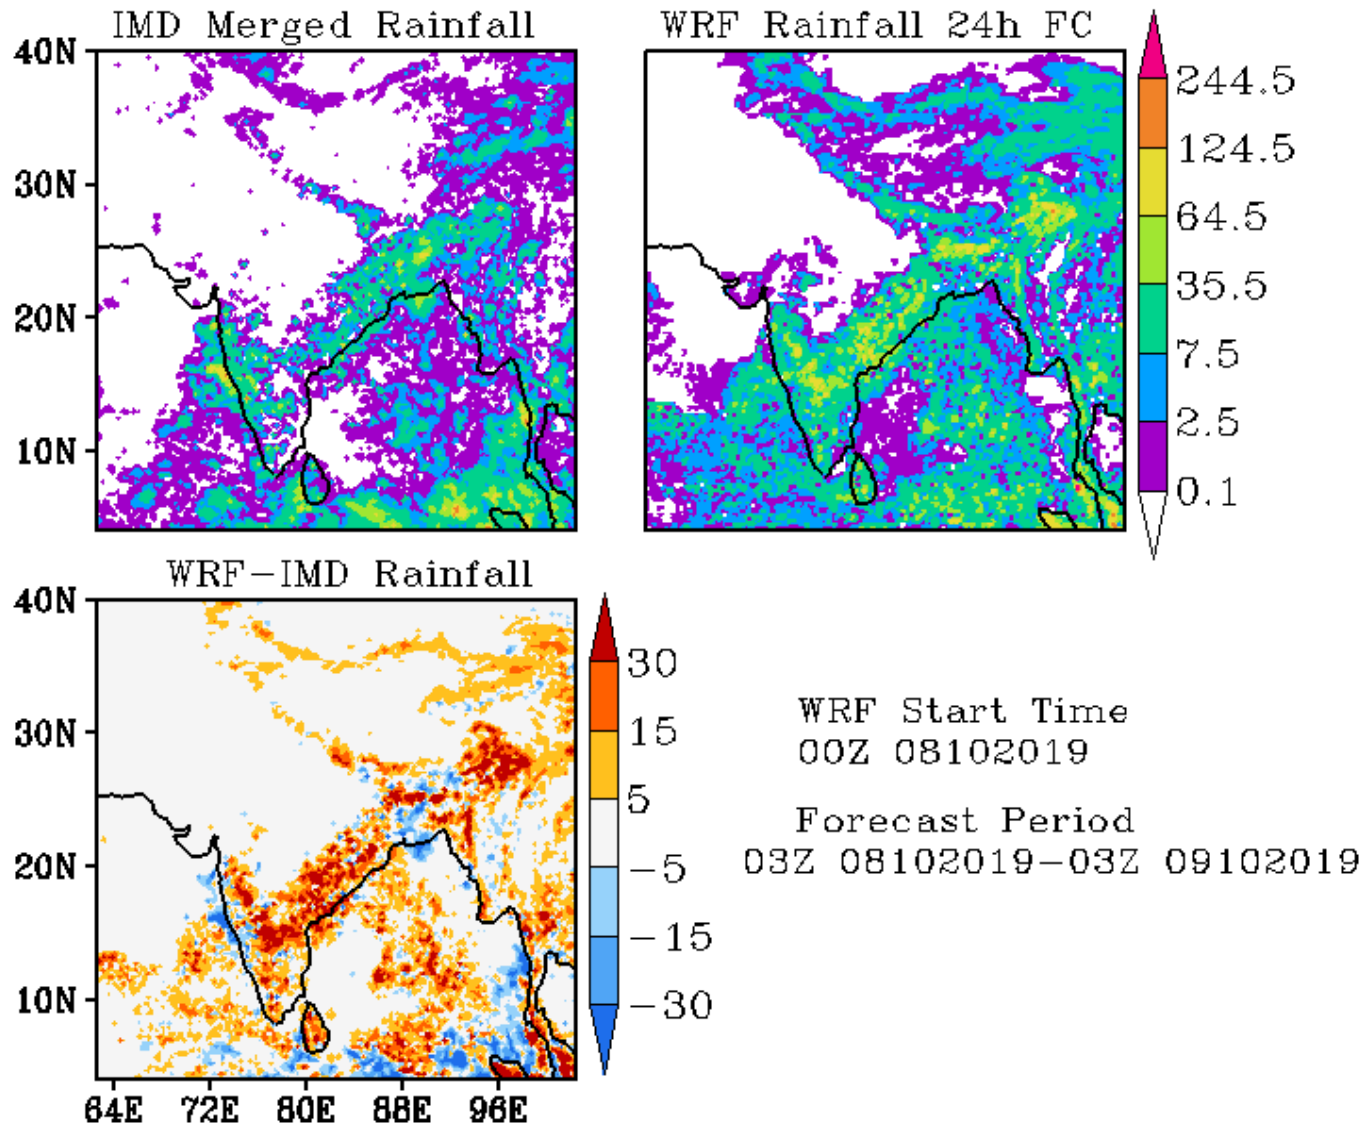 IMD Merged Rainfall
WRF Rainfall 24h FC
40N
30N
20N
10N
244.5
124.5
64.5
35.5
7.5
2.5
0.1
WRF-IMD Rainfall
40N
30N
20N
10N
64E 72E 80E 88E 96E
30
15
5
-5
-15
-30
WRF Start Time
00Z 08102019
Forecast Period
03Z 08102019-03Z 09102019